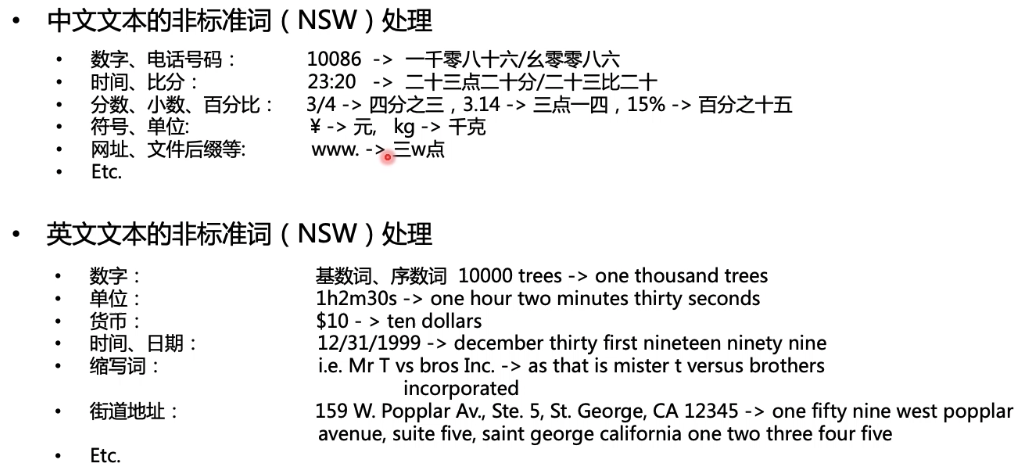 • 中文文本的非标准词（NSW）处理
• 数字、电话号码： 10086 -> 一千零八十六/幺零零八六
• 时间、比分： 23:20 -> 二十三点二十分/二十三比二十
• 分数、小数、百分比： 3/4 -> 四分之三，3.14 -> 三点一四，15% -> 百分之十五
• 符号、单位: ¥ -> 元, kg -> 千克
• 网址、文件后缀等: www. -> 三w点
• Etc.
• 英文文本的非标准词（NSW）处理
• 数字： 基数词、序数词 10000 trees -> one thousand trees
• 单位： 1h2m30s -> one hour two minutes thirty seconds
• 货币： $10 - > ten dollars
• 时间、日期： 12/31/1999 -> december thirty first nineteen ninety nine
• 缩写词： i.e. Mr T vs bros Inc. -> as that is mister t versus brothers
incorporated
• 街道地址： 159 W. Popplar Av., Ste. 5, St. George, CA 12345 -> one fifty nine west popplar
avenue, suite five, saint george california one two three four five
• Etc.